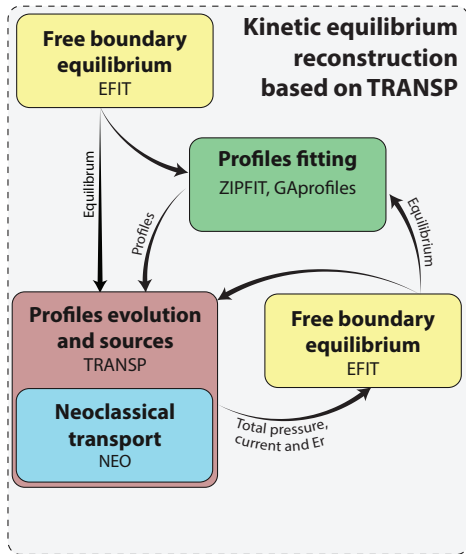 Kinetic equilibrium
reconstruction
based on TRANSP
Free boundary
equilibrium
EFIT
Equilibrum
Profiles fitting
ZIPFIT, GAprofiles
Profiles
Equilibrium
Profiles evolution
and sources
TRANSP
Free boundary
equilibrium
EFIT
Neoclassical
transport
NEO
Total pressure,
current and Er